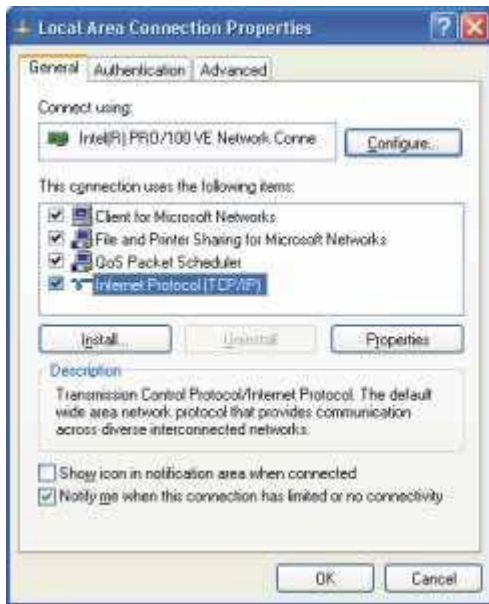 Local Area Connection Properties
General Authentication Advanced
Connect using:
Intel(R) PRO/100 VE Network Conne
Configure...
This connection uses the following items:
Client for Microsoft Networks
File and Printer Sharing for Microsoft Networks
QoS Packet Scheduler
Internet Protocol (TCP/IP)
Install... Uninstall Properties
Description
Transmission Control Protocol/Internet Protocol. The default
wide area network protocol that provides communication
across diverse interconnected networks.
Show icon in notification area when connected
Notify me when this connection has limited or no connectivity
OK Cancel